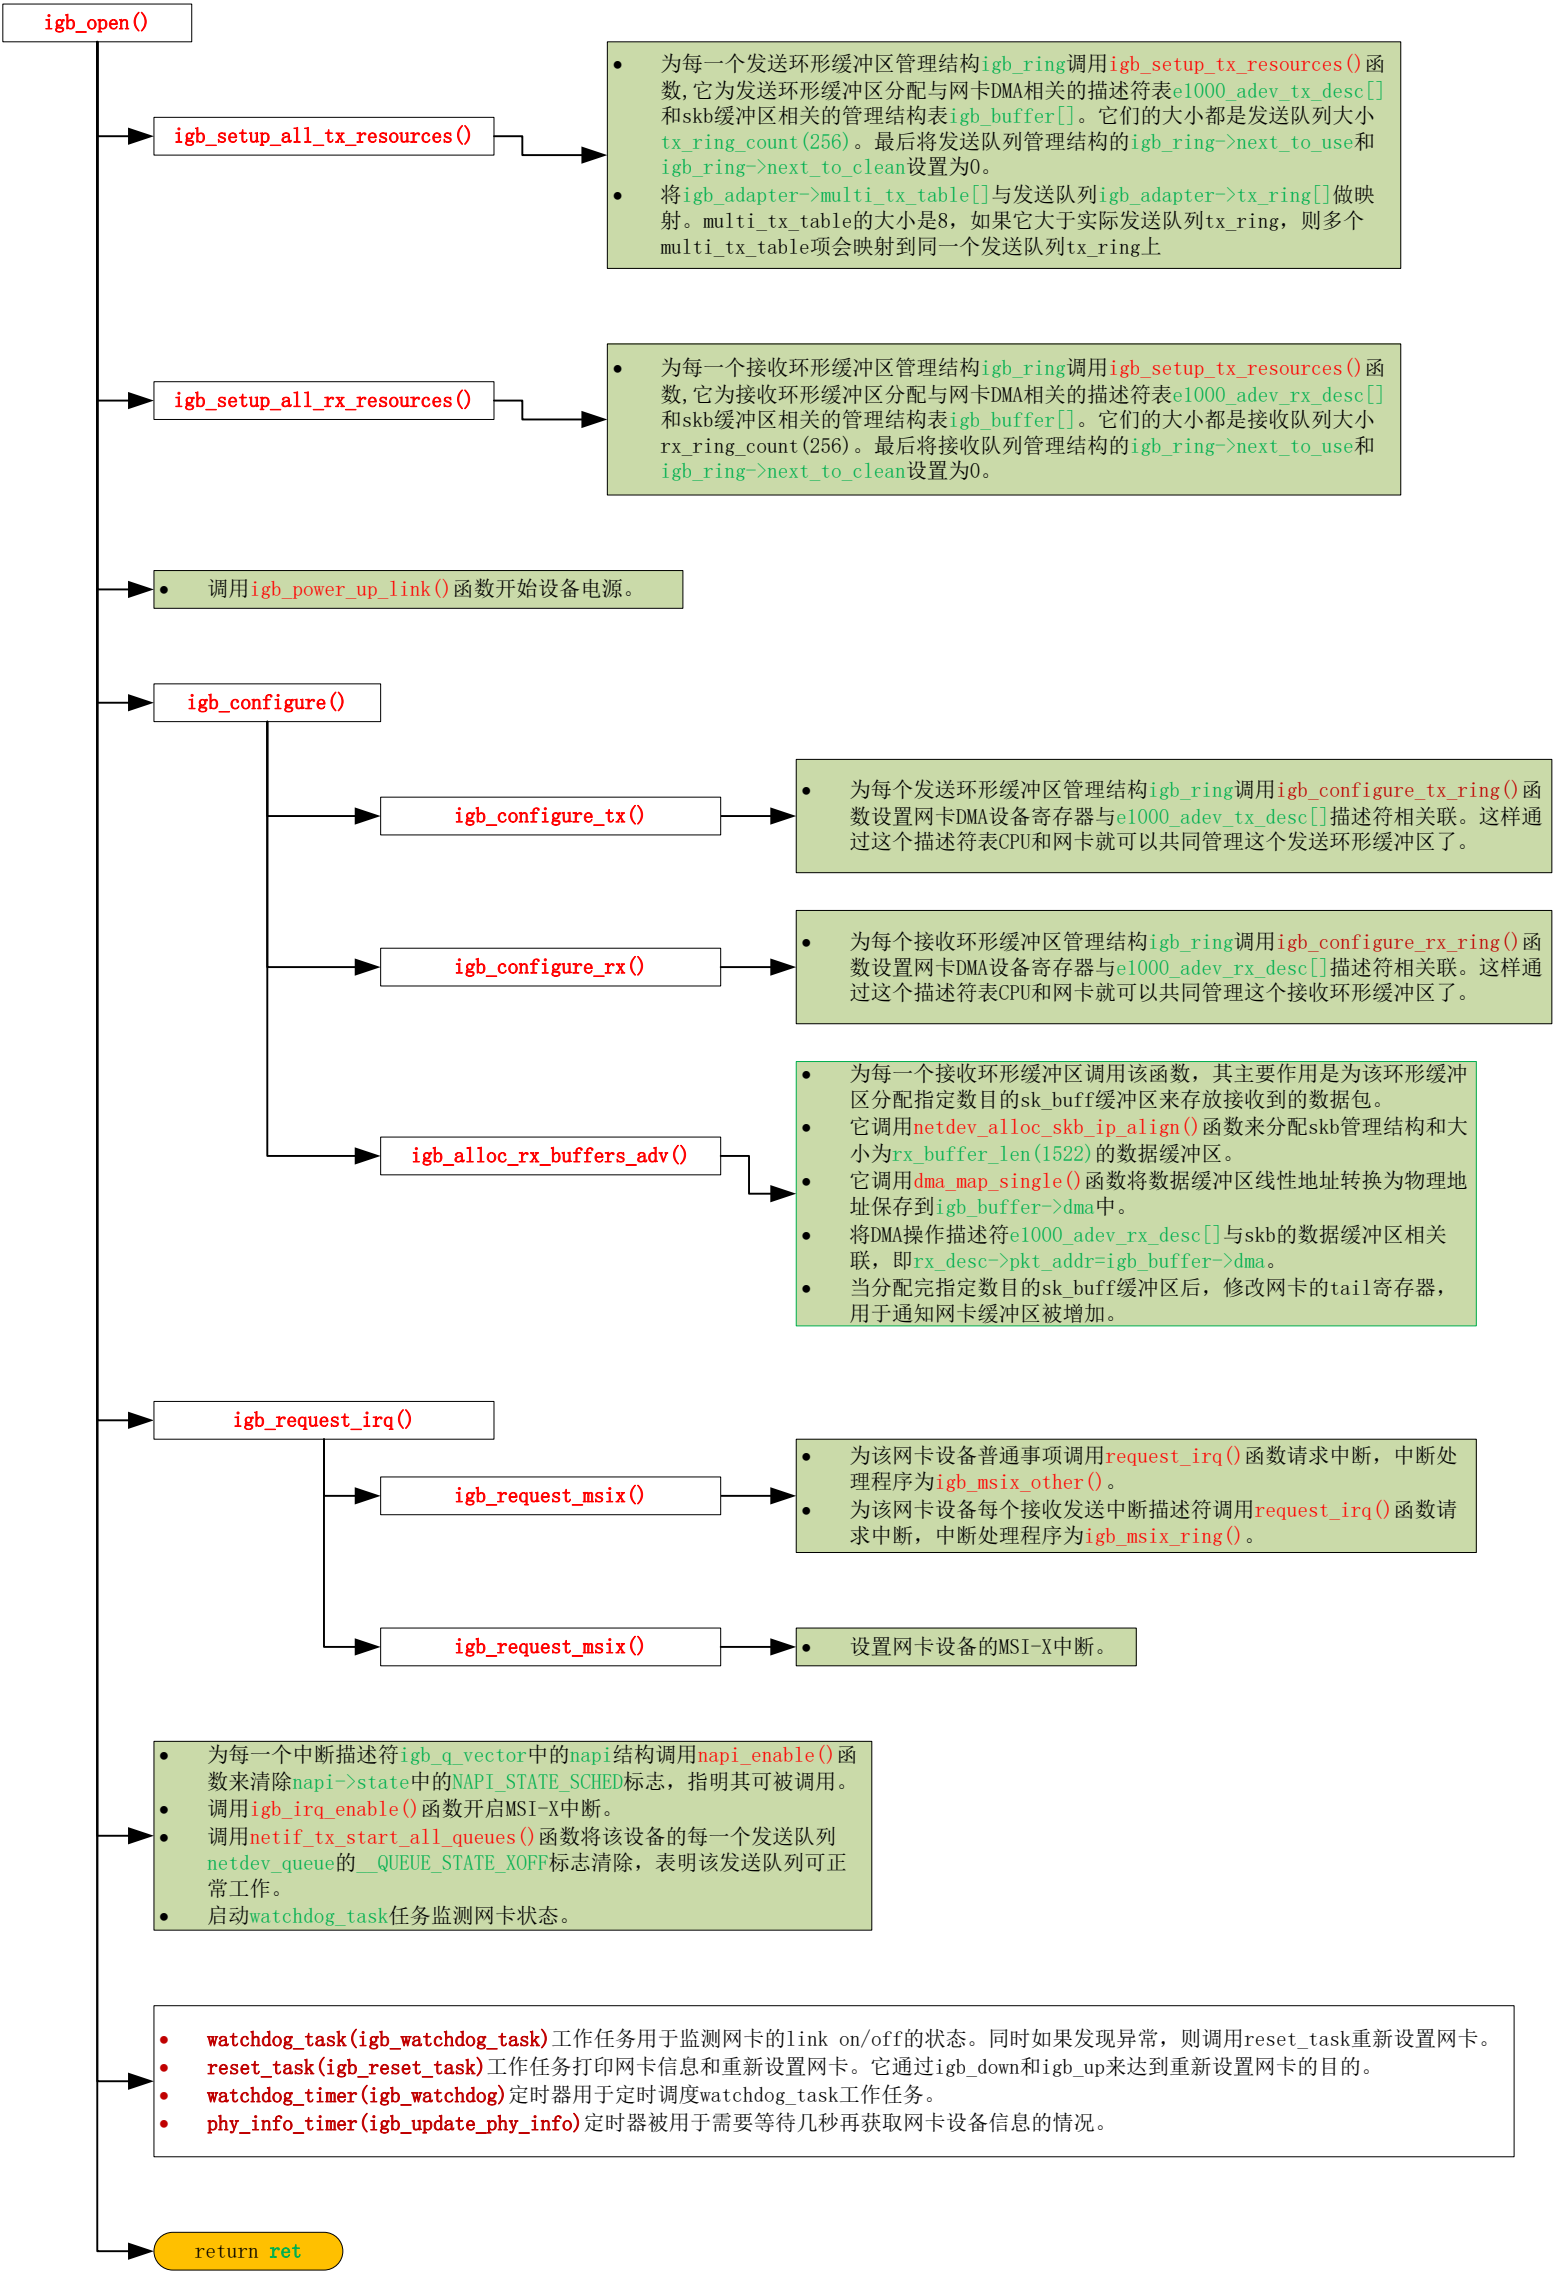 igb_open()
igb_setup_all_tx_resources()
● 为每一个发送环形缓冲区管理结构igb_ring调用igb_setup_tx_resources()函
数,它为发送环形缓冲区分配与网卡DMA相关的描述符表e1000_adev_tx_desc[]
和skb缓冲区相关的管理结构表igb_buffer[]。它们的大小都是发送队列大小
tx_ring_count(256)。最后将发送队列管理结构的igb_ring->next_to_use和
igb_ring->next_to_clean设置为0。
● 将igb_adapter->multi_tx_table[]与发送队列igb_adapter->tx_ring[]做映
射。multi_tx_table的大小是8，如果它大于实际发送队列tx_ring，则多个
multi_tx_table项会映射到同一个发送队列tx_ring上
igb_setup_all_rx_resources()
● 为每一个接收环形缓冲区管理结构igb_ring调用igb_setup_tx_resources()函
数,它为接收环形缓冲区分配与网卡DMA相关的描述符表e1000_adev_rx_desc[]
和skb缓冲区相关的管理结构表igb_buffer[]。它们的大小都是接收队列大小
rx_ring_count(256)。最后将接收队列管理结构的igb_ring->next_to_use和
igb_ring->next_to_clean设置为0。
● 调用igb_power_up_link()函数开始设备电源。
igb_configure()
igb_configure_tx()
● 为每个发送环形缓冲区管理结构igb_ring调用igb_configure_tx_ring()函
数设置网卡DMA设备寄存器与e1000_adev_tx_desc[]描述符相关联。这样通
过这个描述符表CPU和网卡就可以共同管理这个发送环形缓冲区了。
igb_configure_rx()
● 为每个接收环形缓冲区管理结构igb_ring调用igb_configure_rx_ring()函
数设置网卡DMA设备寄存器与e1000_adev_rx_desc[]描述符相关联。这样通
过这个描述符表CPU和网卡就可以共同管理这个接收环形缓冲区了。
igb_alloc_rx_buffers_adv()
● 为每一个接收环形缓冲区调用该函数，其主要作用是为该环形缓冲
区分配指定数目的sk_buff缓冲区来存放接收到的数据包。
● 它调用netdev_alloc_skb_ip_align()函数来分配skb管理结构和大
小为rx_buffer_len(1522)的数据缓冲区。
● 它调用dma_map_single()函数将数据缓冲区线性地址转换为物理地
址保存到igb_buffer->dma中。
● 将DMA操作描述符e1000_adev_rx_desc[]与skb的数据缓冲区相关
联，即rx_desc->pkt_addr=igb_buffer->dma。
● 当分配完指定数目的sk_buff缓冲区后，修改网卡的tail寄存器，
用于通知网卡缓冲区被增加。
igb_request_irq()
igb_request_msix()
● 为该网卡设备普通事项调用request_irq()函数请求中断，中断处
理程序为igb_msix_other()。
● 为该网卡设备每个接收发送中断描述符调用request_irq()函数请
求中断，中断处理程序为igb_msix_ring()。
igb_request_msix()
● 设置网卡设备的MSI-X中断。
● 为每一个中断描述符igb_q_vector中的napi结构调用napi_enable()函
数来清除napi->state中的NAPI_STATE_SCHED标志，指明其可被调用。
● 调用igb_irq_enable()函数开启MSI-X中断。
● 调用netif_tx_start_all_queues()函数将该设备的每一个发送队列
netdev_queue的__QUEUE_STATE_XOFF标志清除，表明该发送队列可正
常工作。
● 启动watchdog_task任务监测网卡状态。
● watchdog_task(igb_watchdog_task)工作任务用于监测网卡的link on/off的状态。同时如果发现异常，则调用reset_task重新设置网卡。
● reset_task(igb_reset_task)工作任务打印网卡信息和重新设置网卡。它通过igb_down和igb_up来达到重新设置网卡的目的。
● watchdog_timer(igb_watchdog)定时器用于定时调度watchdog_task工作任务。
● phy_info_timer(igb_update_phy_info)定时器被用于需要等待几秒再获取网卡设备信息的情况。
return ret